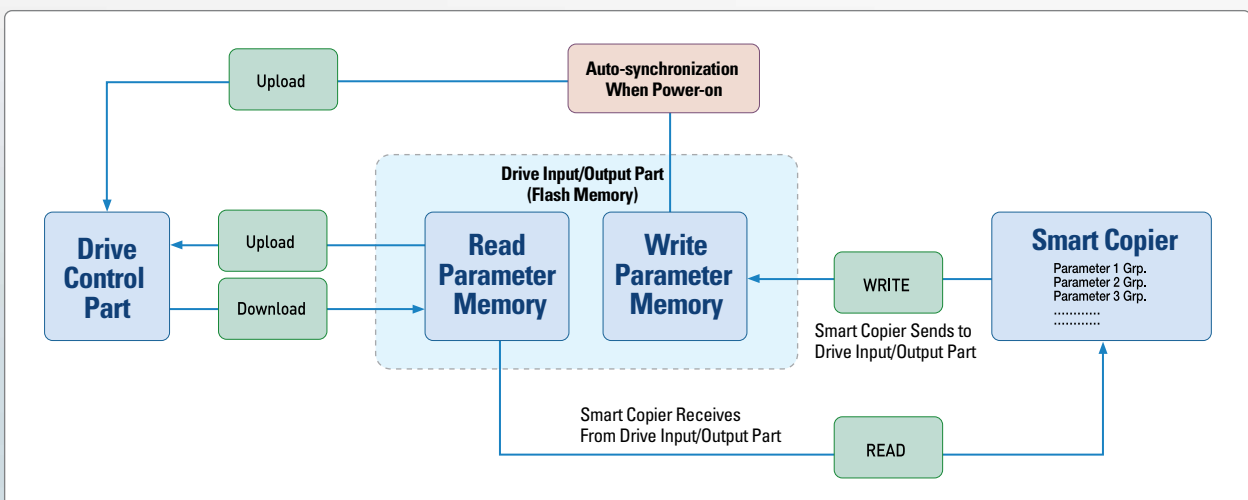 Upload
Auto-synchronization
When Power-on
Drive Input/Output Part
(Flash Memory)
Drive
Control
Part
Upload
Download
Read
Parameter
Memory
Write
Parameter
Memory
WRITE
Smart Copier Sends to
Drive Input/Output Part
Smart Copier
Parameter 1 Grp.
Parameter 2 Grp.
Parameter 3 Grp.
............
............
Smart Copier Receives
From Drive Input/Output Part
READ